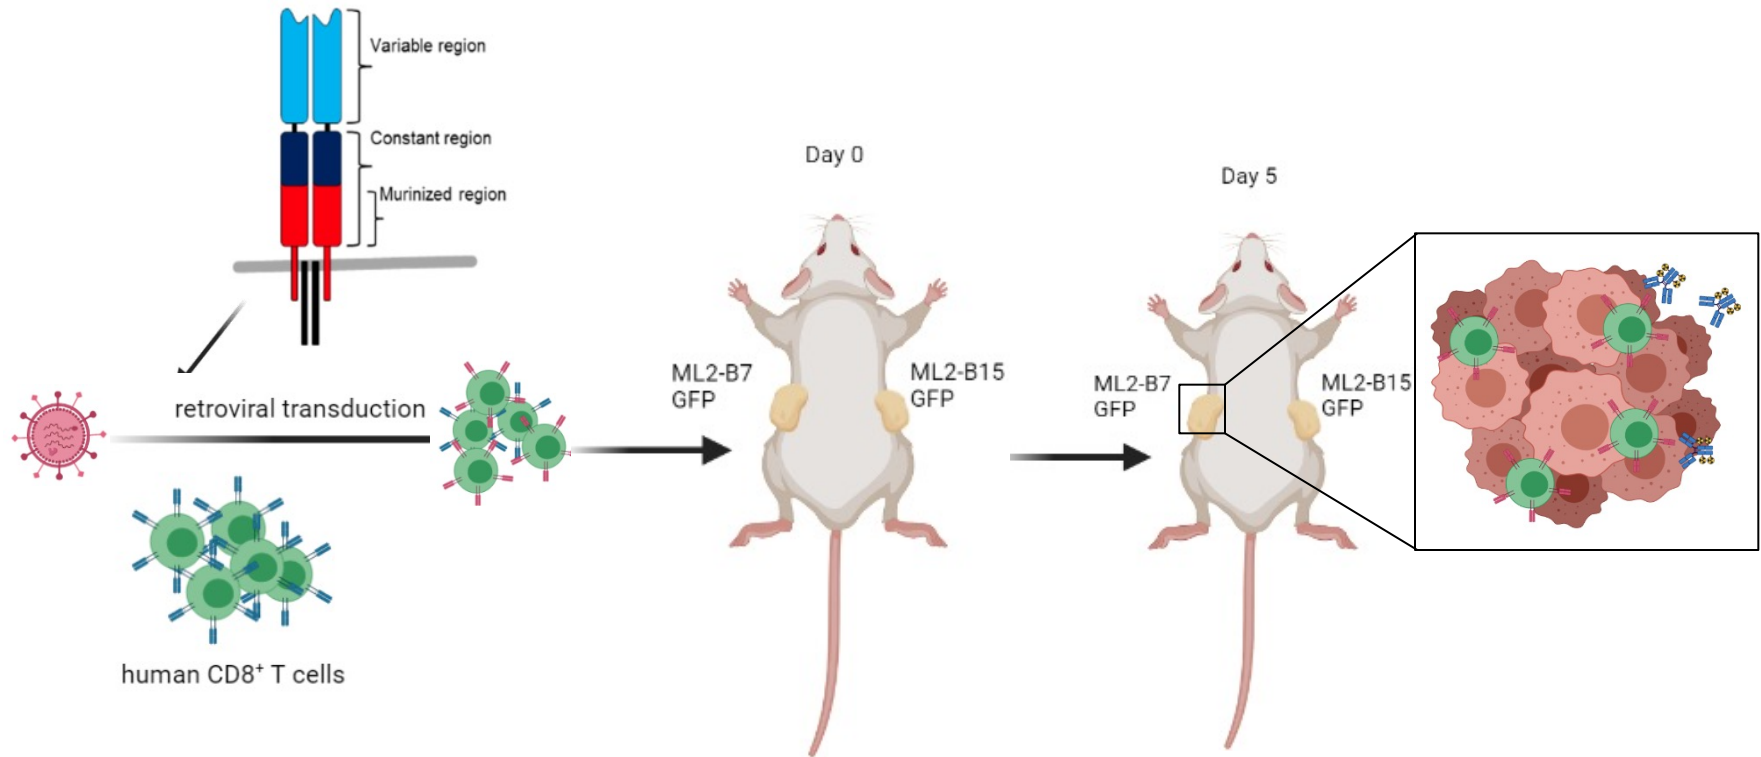 Variable region
Constant region
Murinized region
retroviral transduction
human CD8⁺ T cells
Day 0
ML2-B7
GFP
ML2-B15
GFP
Day 5
ML2-B7
GFP
ML2-B15
GFP